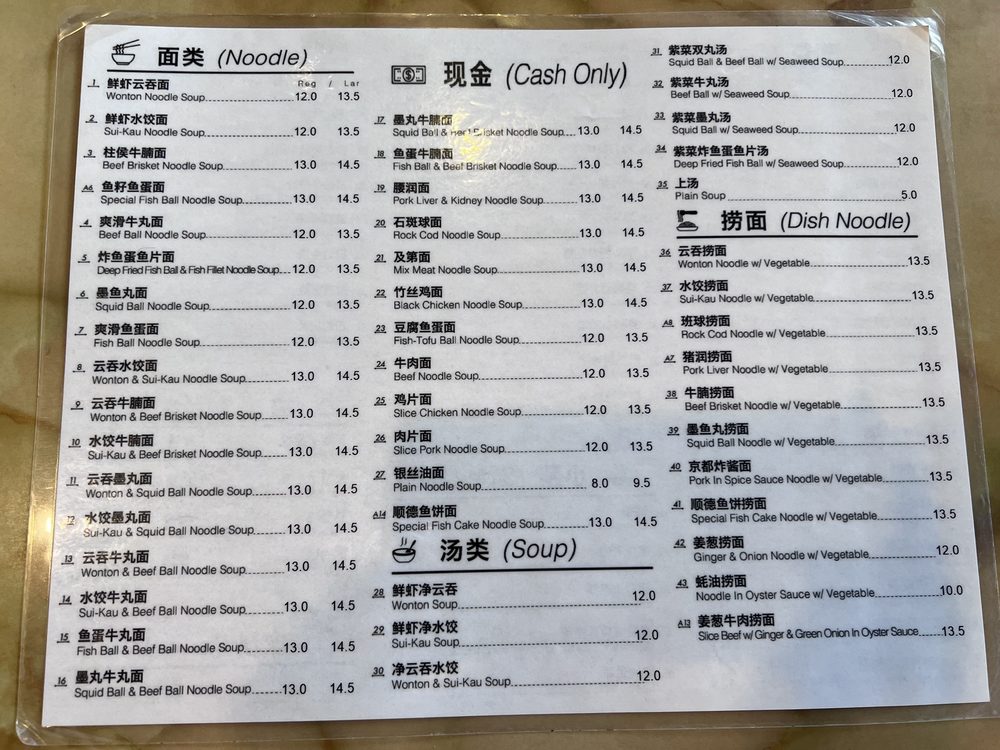 面类 (Noodle)
Reg / Lar
1 鲜虾云吞面
Wonton Noodle Soup 12.0 13.5
2 鲜虾水饺面
Sui-Kau Noodle Soup 12.0 13.5
3 柱侯牛腩面
Beef Brisket Noodle Soup 13.0 14.5
A6 鱼籽鱼蛋面
Special Fish Ball Noodle Soup 13.0 14.5
4 爽滑牛丸面
Beef Ball Noodle Soup 12.0 13.5
5 炸鱼蛋鱼片面
Deep Fried Fish Ball & Fish Fillet Noodle Soup 12.0 13.5
6 墨鱼丸面
Squid Ball Noodle Soup 12.0 13.5
7 爽滑鱼蛋面
Fish Ball Noodle Soup 12.0 13.5
8 云吞水饺面
Wonton & Sui-Kau Noodle Soup 13.0 14.5
9 云吞牛腩面
Wonton & Beef Brisket Noodle Soup 13.0 14.5
10 水饺牛腩面
Sui-Kau & Beef Brisket Noodle Soup 13.0 14.5
11 云吞墨丸面
Wonton & Squid Ball Noodle Soup 13.0 14.5
12 水饺墨丸面
Sui-Kau & Squid Ball Noodle Soup 13.0 14.5
13 云吞牛丸面
Wonton & Beef Ball Noodle Soup 13.0 14.5
14 水饺牛丸面
Sui-Kau & Beef Ball Noodle Soup 13.0 14.5
15 鱼蛋牛丸面
Fish Ball & Beef Ball Noodle Soup 13.0 14.5
16 墨丸牛丸面
Squid Ball & Beef Ball Noodle Soup 13.0 14.5
现金 (Cash Only)
17 墨丸牛腩面
Squid Ball & Beef Brisket Noodle Soup 13.0 14.5
18 鱼蛋牛腩面
Fish Ball & Beef Brisket Noodle Soup 13.0 14.5
19 腰润面
Pork Liver & Kidney Noodle Soup 13.0 14.5
20 石斑球面
Rock Cod Noodle Soup 13.0 14.5
21 及第面
Mix Meat Noodle Soup 13.0 14.5
22 竹丝鸡面
Black Chicken Noodle Soup 13.0 14.5
23 豆腐鱼蛋面
Fish-Tofu Ball Noodle Soup 12.0 13.5
24 牛肉面
Beef Noodle Soup 12.0 13.5
25 鸡片面
Slice Chicken Noodle Soup 12.0 13.5
26 肉片面
Slice Pork Noodle Soup 12.0 13.5
27 银丝油面
Plain Noodle Soup 8.0 9.5
A14 顺德鱼饼面
Special Fish Cake Noodle Soup 13.0 14.5
汤类 (Soup)
28 鲜虾净云吞
Wonton Soup 12.0
29 鲜虾净水饺
Sui-Kau Soup 12.0
30 净云吞水饺
Wonton & Sui-Kau Soup 12.0
31 紫菜双丸汤
Squid Ball & Beef Ball w/ Seaweed Soup 12.0
32 紫菜牛丸汤
Beef Ball w/ Seaweed Soup 12.0
33 紫菜墨丸汤
Squid Ball w/ Seaweed Soup 12.0
34 紫菜炸鱼蛋鱼片汤
Deep Fried Fish Ball w/ Seaweed Soup 12.0
35 上汤
Plain Soup 5.0
捞面 (Dish Noodle)
36 云吞捞面
Wonton Noodle w/ Vegetable 13.5
37 水饺捞面
Sui-Kau Noodle w/ Vegetable 13.5
A8 班球捞面
Rock Cod Noodle w/ Vegetable 13.5
A7 猪润捞面
Pork Liver Noodle w/ Vegetable 13.5
38 牛腩捞面
Beef Brisket Noodle w/ Vegetable 13.5
39 墨鱼丸捞面
Squid Ball Noodle w/ Vegetable 13.5
40 京都炸酱面
Pork In Spice Sauce Noodle w/ Vegetable 13.5
41 顺德鱼饼捞面
Special Fish Cake Noodle w/ Vegetable 13.5
42 姜葱捞面
Ginger & Onion Noodle w/ Vegetable 12.0
43 蚝油捞面
Noodle In Oyster Sauce w/ Vegetable 10.0
A13 姜葱牛肉捞面
Slice Beef w/ Ginger & Green Onion In Oyster Sauce 13.5